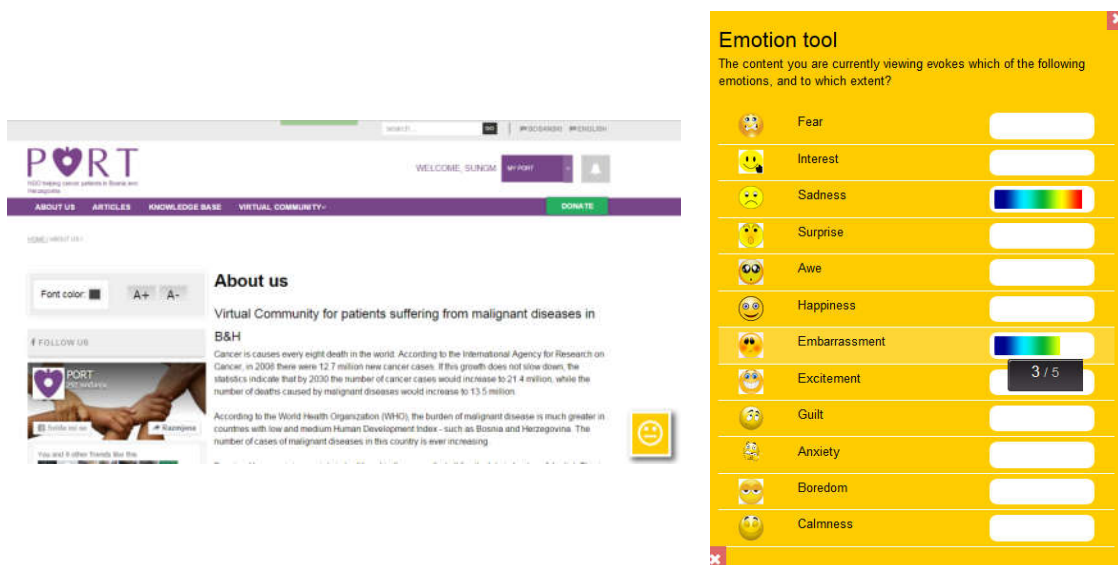 search...
GO
BOSANSKI ENGLISH
PORT
NGO helping cancer patients in Bosnia and
Herzegovina
WELCOME, SUNGM
MY PORT
ABOUT US ARTICLES KNOWLEDGE BASE VIRTUAL COMMUNITY
DONATE
HOME / ABOUT US /
Font color:
A+ A-
FOLLOW US
PORT
About us
Virtual Community for patients suffering from malignant diseases in
B&H
Cancer is causes every eight death in the world. According to the International Agency for Research on
Cancer, in 2008 there were 12.7 million new cancer cases. If this growth does not slow down, the
statistics indicate that by 2030 the number of cancer cases would increase to 21.4 million, while the
number of deaths caused by malignant diseases would increase to 13.5 million.
According to the World Health Organization (WHO), the burden of malignant disease is much greater in
countries with low and medium Human Development Index - such as Bosnia and Herzegovina. The
number of cases of malignant diseases in this country is ever increasing.
You and 6 other friends like this
Emotion tool
The content you are currently viewing evokes which of the following
emotions, and to which extent?
Fear
Interest
Sadness
Surprise
Awe
Happiness
Embarrassment
3 / 5
Excitement
Guilt
Anxiety
Boredom
Calmness